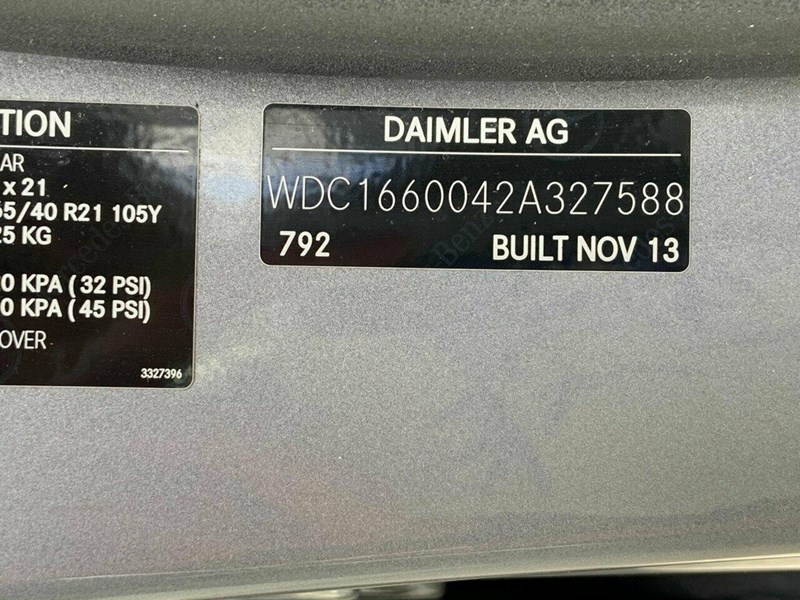 TION
AR
x 21
65/40 R21 105Y
25 KG
0 KPA ( 32 PSI)
0 KPA ( 45 PSI)
OVER
3327396
DAIMLER AG
WDC1660042A327588
792 BUILT NOV 13